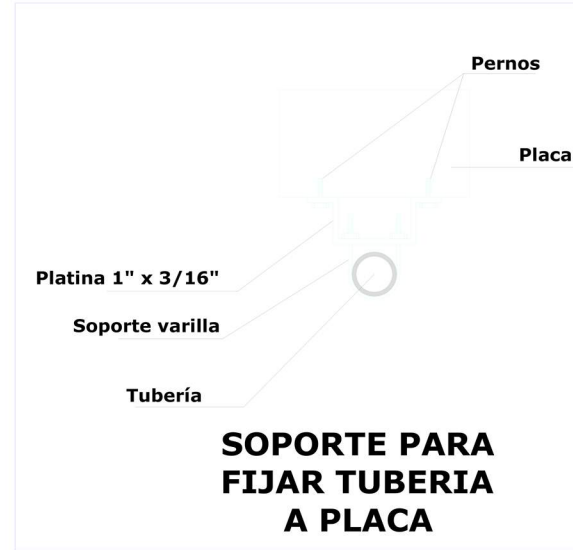 Pernos
Placa
Platina 1" x 3/16"
Soporte varilla
Tubería
SOPORTE PARA
FIJAR TUBERIA
A PLACA